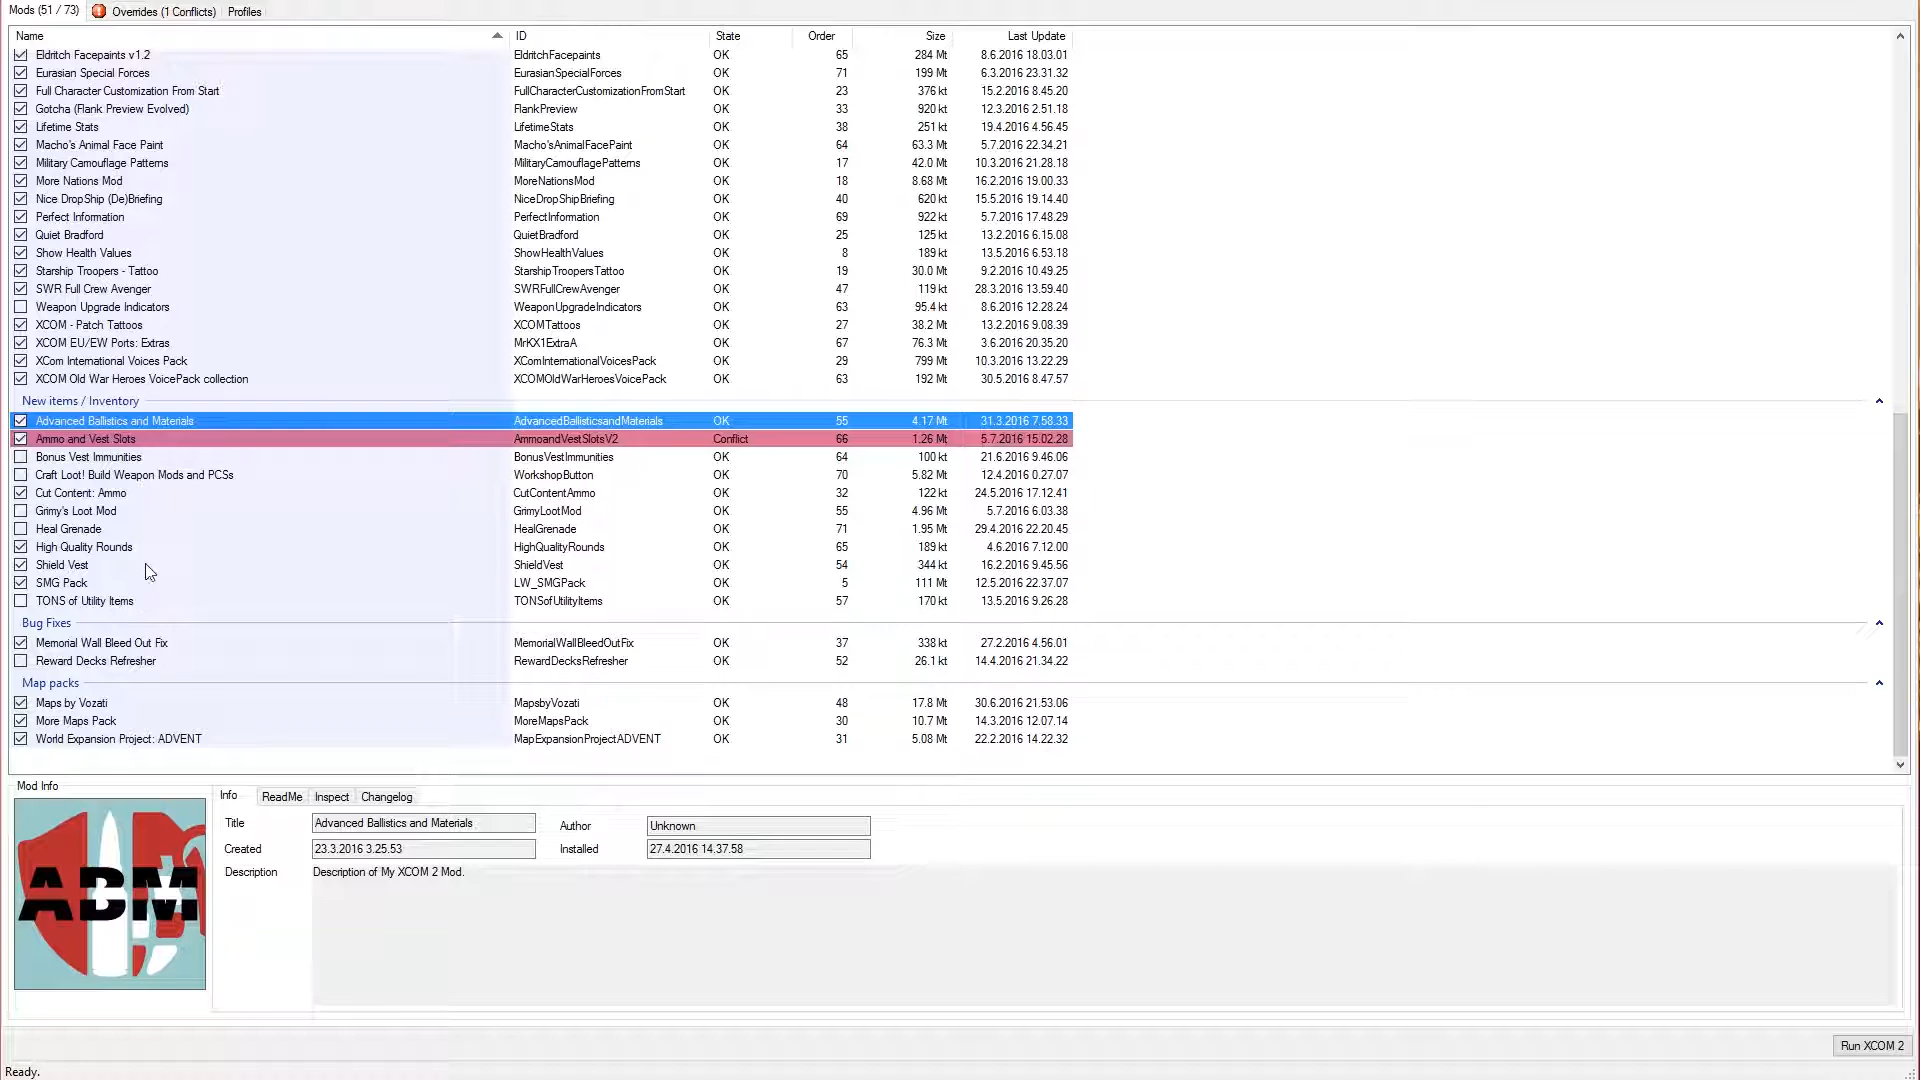 Mods (51 / 73) Overrides (1 Conflicts) Profiles
Name ID State Order Size Last Update
Eldritch Facepaints v1.2 EldritchFacepaints OK 65 284 Mt 8.6.2016 18.03.01
Eurasian Special Forces EurasianSpecialForces OK 71 199 Mt 6.3.2016 23.31.32
Full Character Customization From Start FullCharacterCustomizationFromStart OK 23 376 kt 15.2.2016 8.45.20
Gotcha (Flank Preview Evolved) FlankPreview OK 33 920 kt 12.3.2016 2.51.18
Lifetime Stats LifetimeStats OK 38 251 kt 19.4.2016 4.56.45
Macho's Animal Face Paint Macho'sAnimalFacePaint OK 64 63.3 Mt 5.7.2016 22.34.21
Military Camouflage Patterns MilitaryCamouflagePatterns OK 17 42.0 Mt 10.3.2016 21.28.18
More Nations Mod MoreNationsMod OK 18 8.68 Mt 16.2.2016 19.00.33
Nice DropShip (De)Briefing NiceDropShipBriefing OK 40 620 kt 15.5.2016 19.14.40
Perfect Information PerfectInformation OK 69 922 kt 5.7.2016 17.48.29
Quiet Bradford QuietBradford OK 25 125 kt 13.2.2016 6.15.08
Show Health Values ShowHealthValues OK 8 189 kt 13.5.2016 6.53.18
Starship Troopers - Tattoo StarshipTroopersTattoo OK 19 30.0 Mt 9.2.2016 10.49.25
SWR Full Crew Avenger SWRFullCrewAvenger OK 47 119 kt 28.3.2016 13.59.40
Weapon Upgrade Indicators WeaponUpgradeIndicators OK 63 95.4 kt 8.6.2016 12.28.24
XCOM - Patch Tattoos XCOMTattoos OK 27 38.2 Mt 13.2.2016 9.08.39
XCOM EU/EW Ports: Extras MrKX1ExtraA OK 67 76.3 Mt 3.6.2016 20.35.20
XCom International Voices Pack XComInternationalVoicesPack OK 29 799 Mt 10.3.2016 13.22.29
XCOM Old War Heroes VoicePack collection XCOMOldWarHeroesVoicePack OK 63 192 Mt 30.5.2016 8.47.57
New items / Inventory
Advanced Ballistics and Materials AdvancedBallisticsandMaterials OK 55 4.17 Mt 31.3.2016 7.58.33
Ammo and Vest Slots AmmoandVestSlotsV2 Conflict 66 1.26 Mt 5.7.2016 15.02.28
Bonus Vest Immunities BonusVestImmunities OK 64 100 kt 21.6.2016 9.46.06
Craft Loot! Build Weapon Mods and PCSs WorkshopButton OK 70 5.82 Mt 12.4.2016 0.27.07
Cut Content: Ammo CutContentAmmo OK 32 122 kt 24.5.2016 17.12.41
Grimy's Loot Mod GrimyLootMod OK 55 4.96 Mt 5.7.2016 6.03.38
Heal Grenade HealGrenade OK 71 1.95 Mt 29.4.2016 22.20.45
High Quality Rounds HighQualityRounds OK 65 189 kt 4.6.2016 7.12.00
Shield Vest ShieldVest OK 54 344 kt 16.2.2016 9.45.56
SMG Pack LW_SMGPack OK 5 111 Mt 12.5.2016 22.37.07
TONS of Utility Items TONSofUtilityItems OK 57 170 kt 13.5.2016 9.26.28
Bug Fixes
Memorial Wall Bleed Out Fix MemorialWallBleedOutFix OK 37 338 kt 27.2.2016 4.56.01
Reward Decks Refresher RewardDecksRefresher OK 52 26.1 kt 14.4.2016 21.34.22
Map packs
Maps by Vozati MapsbyVozati OK 48 17.8 Mt 30.6.2016 21.53.06
More Maps Pack MoreMapsPack OK 30 10.7 Mt 14.3.2016 12.07.14
World Expansion Project: ADVENT MapExpansionProjectADVENT OK 31 5.08 Mt 22.2.2016 14.22.32
Mod Info
ABM
Info ReadMe Inspect Changelog
Title Advanced Ballistics and Materials Author Unknown
Created 23.3.2016 3.25.53 Installed 27.4.2016 14.37.58
Description Description of My XCOM 2 Mod.
Run XCOM 2
Ready.